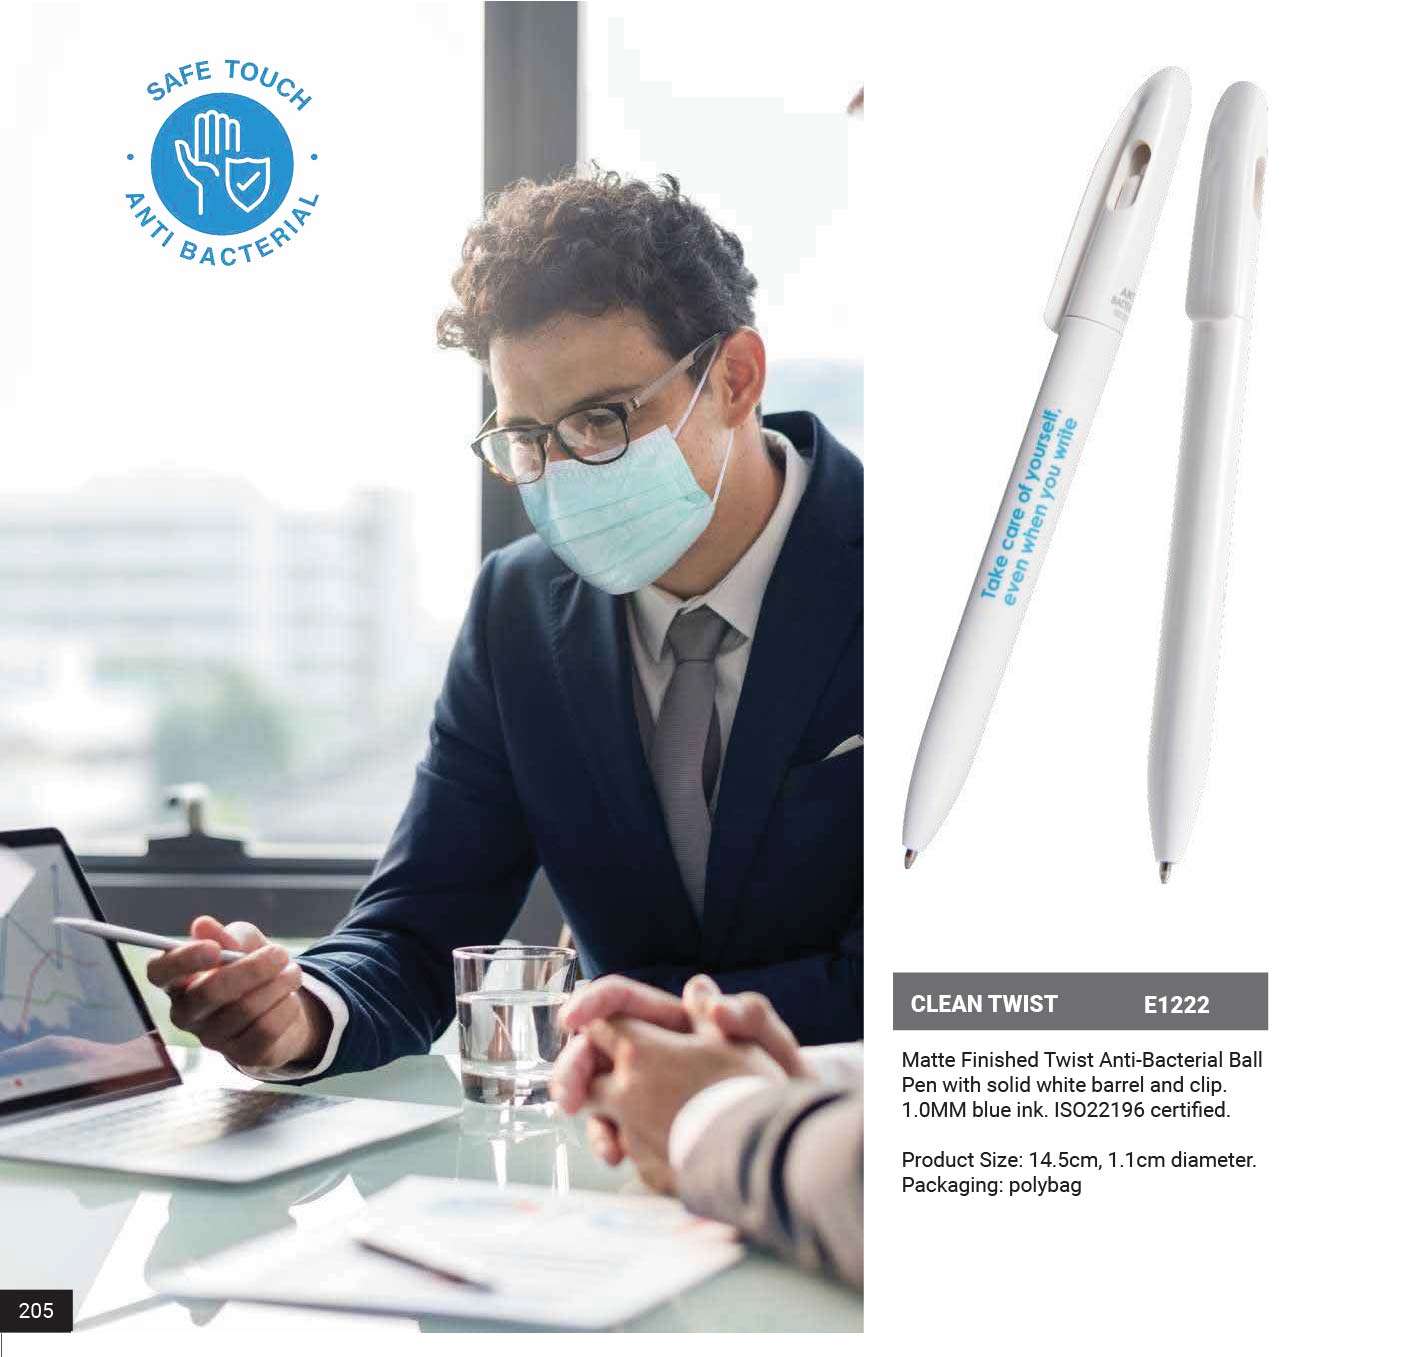 SAFE TOUCH
ANTI BACTERIAL
Take care of yourself,
even when you write
CLEAN TWIST E1222
Matte Finished Twist Anti-Bacterial Ball
Pen with solid white barrel and clip.
1.0MM blue ink. ISO22196 certified.
Product Size: 14.5cm, 1.1cm diameter.
Packaging: polybag
205